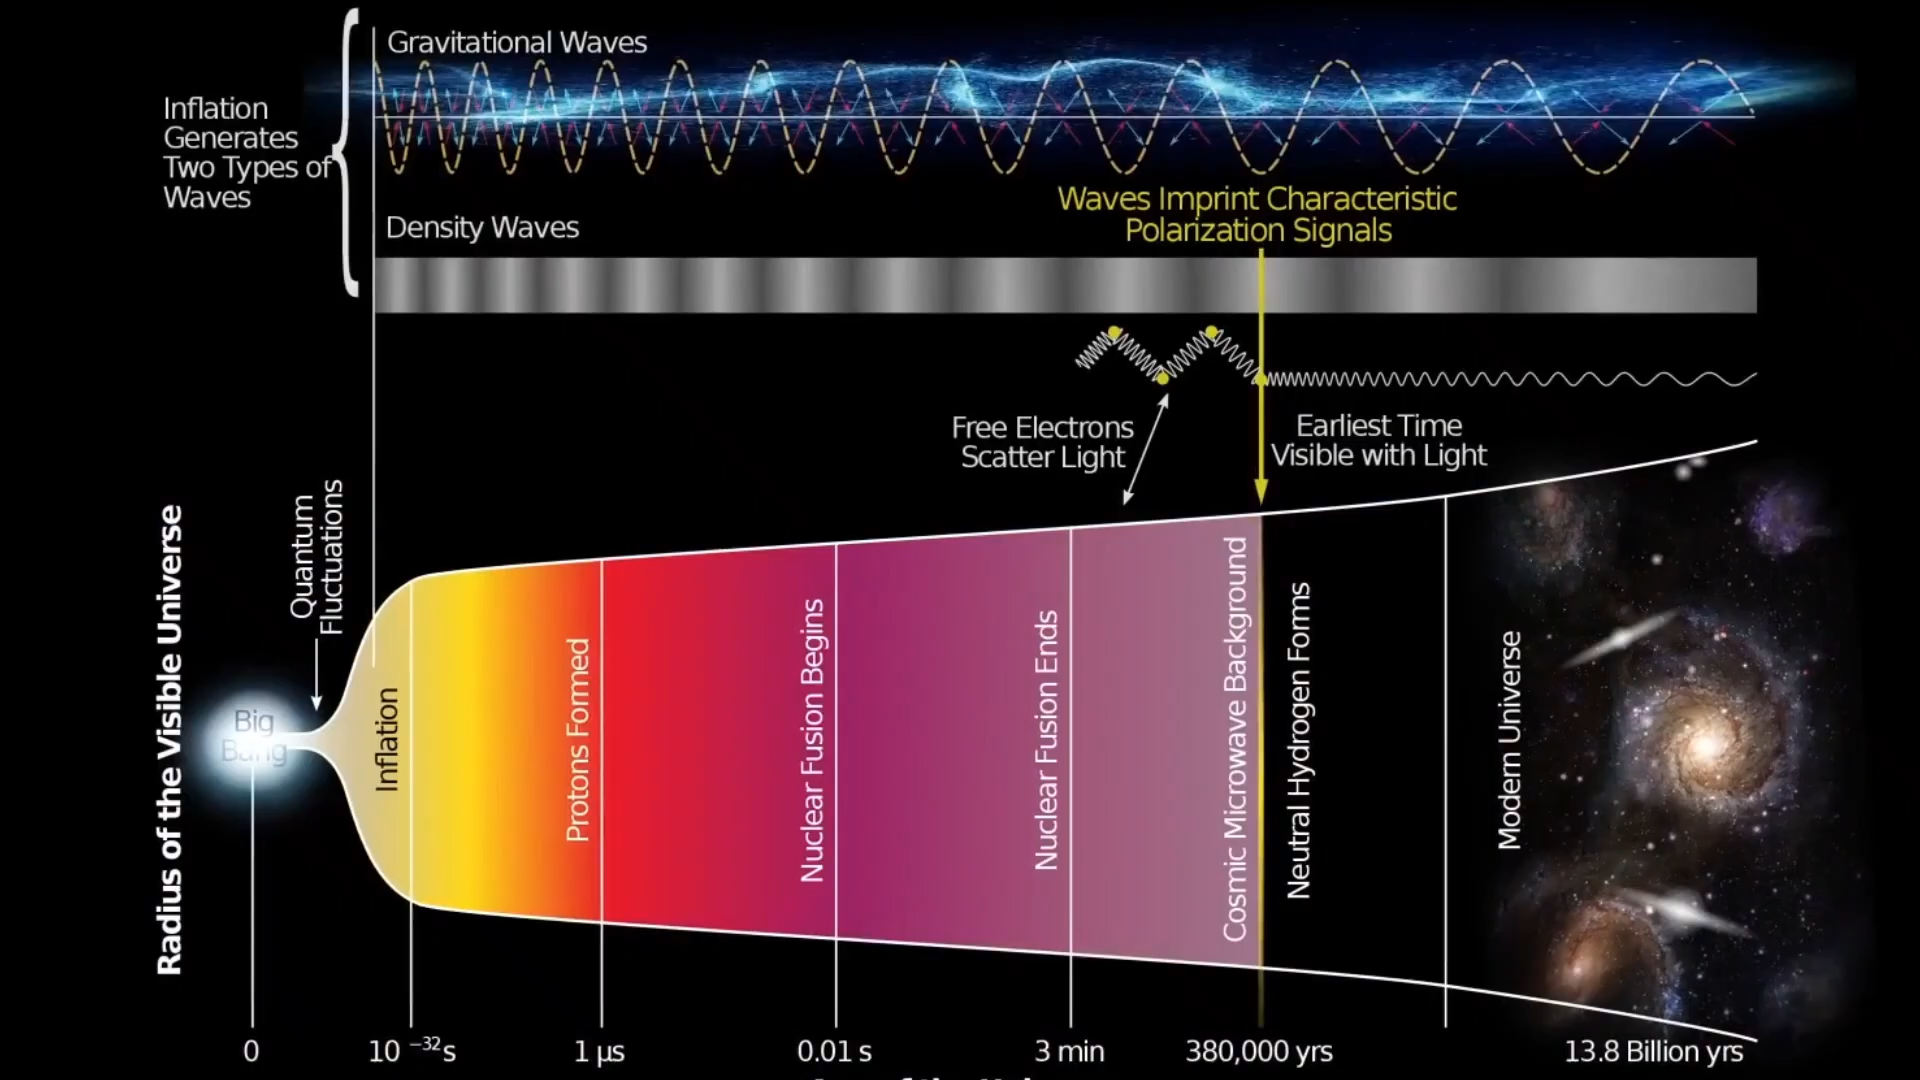 Gravitational Waves
Inflation
Generates
Two Types of
Waves
Waves Imprint Characteristic
Polarization Signals
Density Waves
Free Electrons
Scatter Light
Earliest Time
Visible with Light
Radius of the Visible Universe
Quantum
Fluctuations
Big
Bang
Inflation
Protons Formed
Nuclear Fusion Begins
Nuclear Fusion Ends
Cosmic Microwave Background
Neutral Hydrogen Forms
Modern Universe
0
10 −32s
1 µs
0.01 s
3 min
380,000 yrs
13.8 Billion yrs